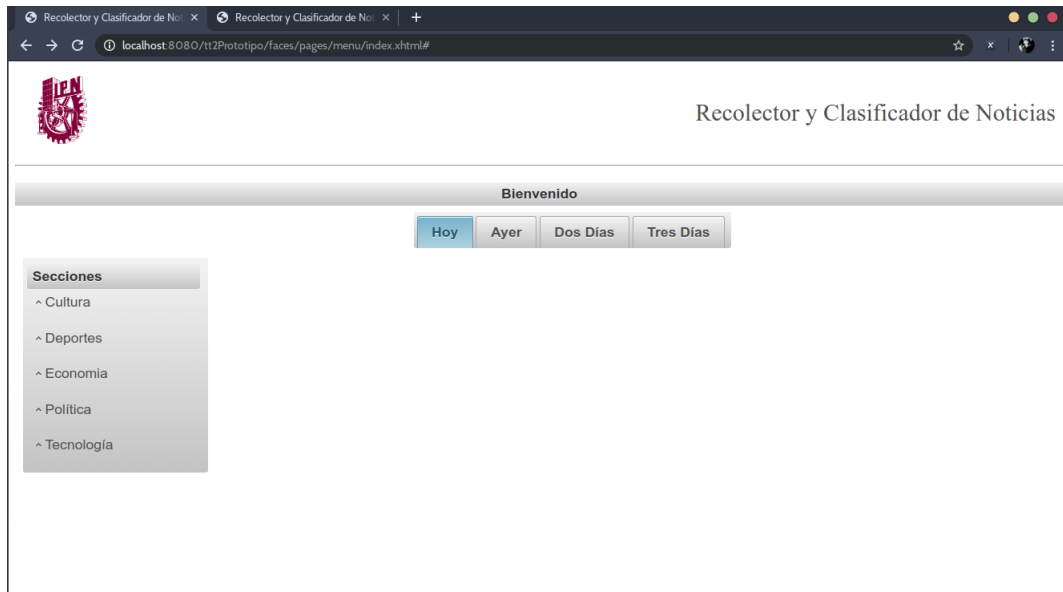 Recolector y Clasificador de Not Recolector y Clasificador de Not
localhost:8080/tt2Prototipo/faces/pages/menu/index.xhtml#
IPN
Recolector y Clasificador de Noticias
Bienvenido
Hoy Ayer Dos Días Tres Días
Secciones
Cultura
Deportes
Economia
Política
Tecnología